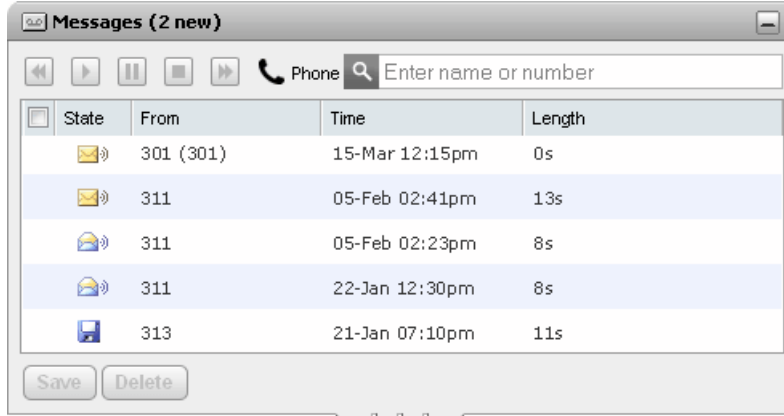 Messages (2 new)
Phone Enter name or number
State From Time Length
301 (301) 15-Mar 12:15pm 0s
311 05-Feb 02:41pm 13s
311 05-Feb 02:23pm 8s
311 22-Jan 12:30pm 8s
313 21-Jan 07:10pm 11s
Save Delete